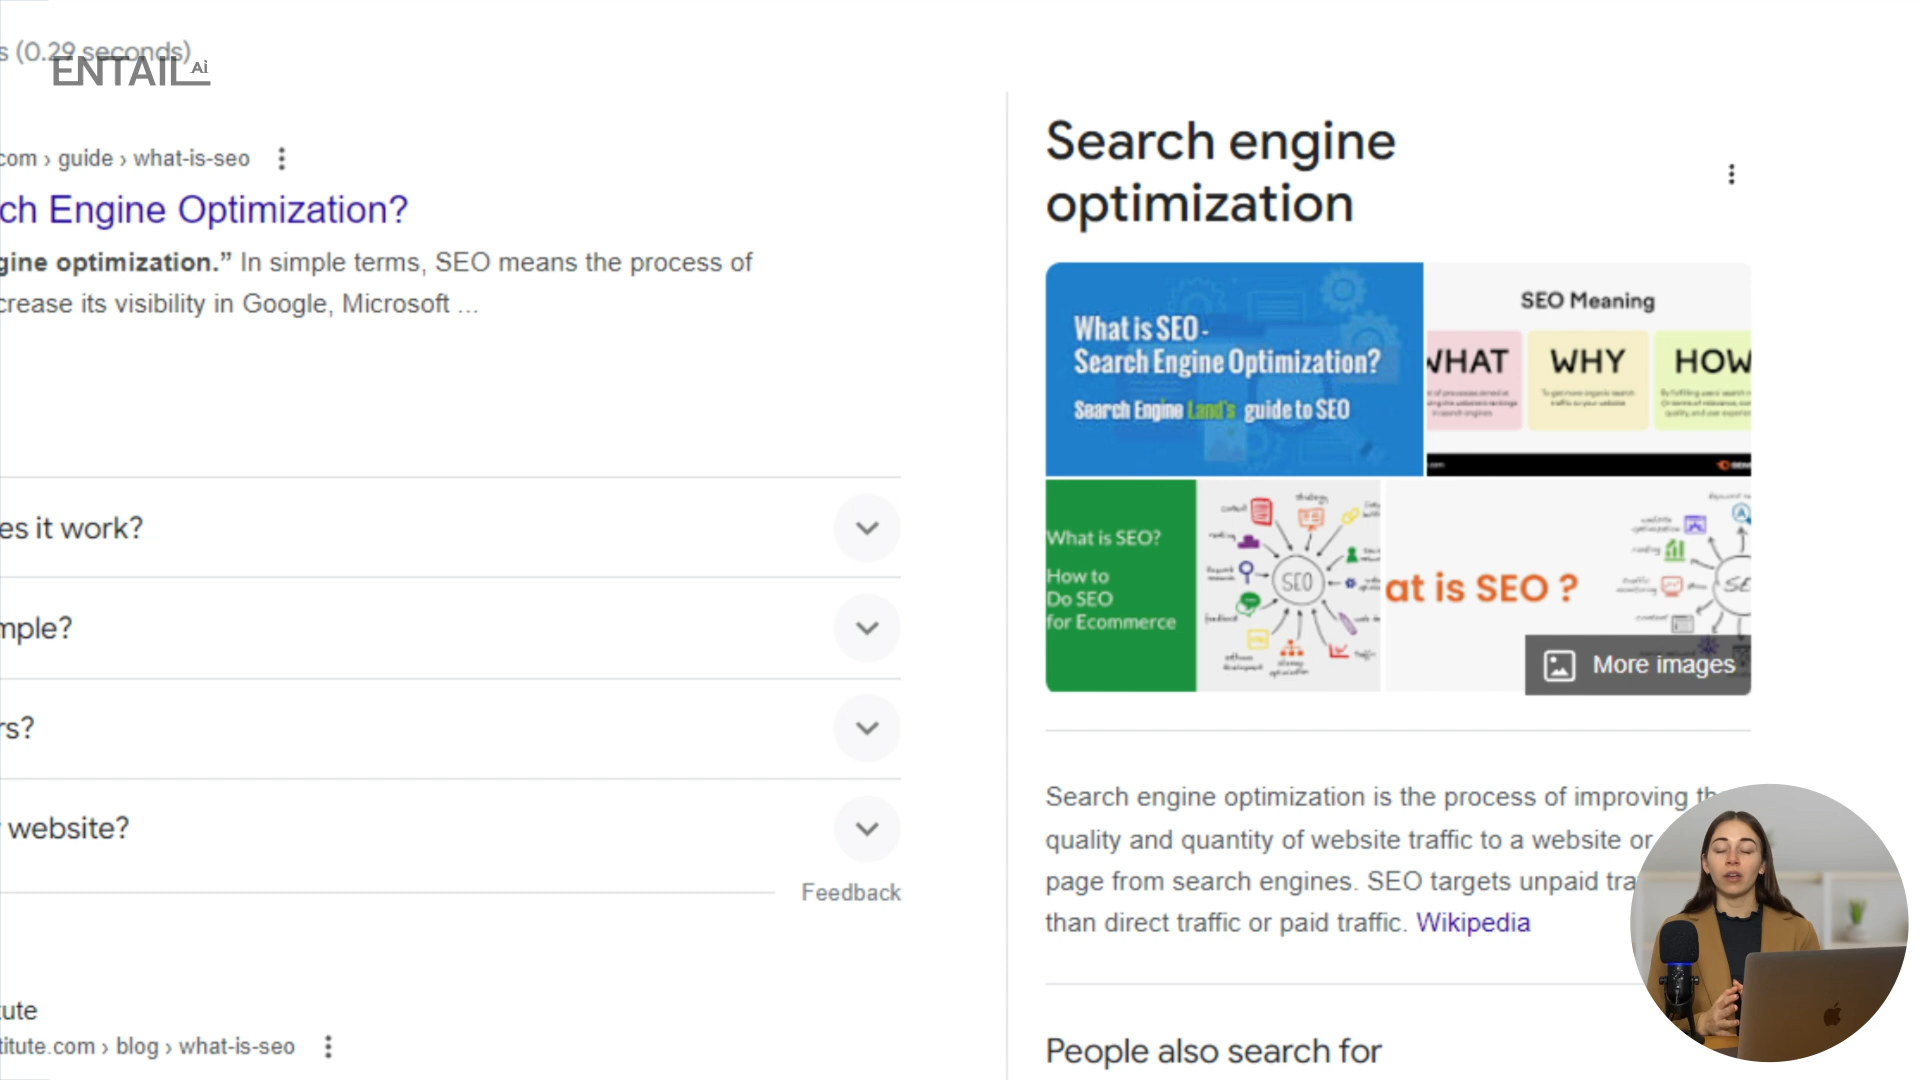 s (0.29 seconds)
ENTAIL Ai
com › guide › what-is-seo
ch Engine Optimization?
gine optimization.” In simple terms, SEO means the process of
crease its visibility in Google, Microsoft ...
es it work?
mple?
rs?
website?
Feedback
tute
titute.com › blog › what-is-seo
Search engine
optimization
What is SEO -
Search Engine Optimization?
Search Engine Land's guide to SEO
SEO Meaning
WHAT WHY HOW
What is SEO?
How to
Do SEO
for Ecommerce
SEO
at is SEO ?
More images
Search engine optimization is the process of improving th
quality and quantity of website traffic to a website or
page from search engines. SEO targets unpaid tra
than direct traffic or paid traffic. Wikipedia
People also search for